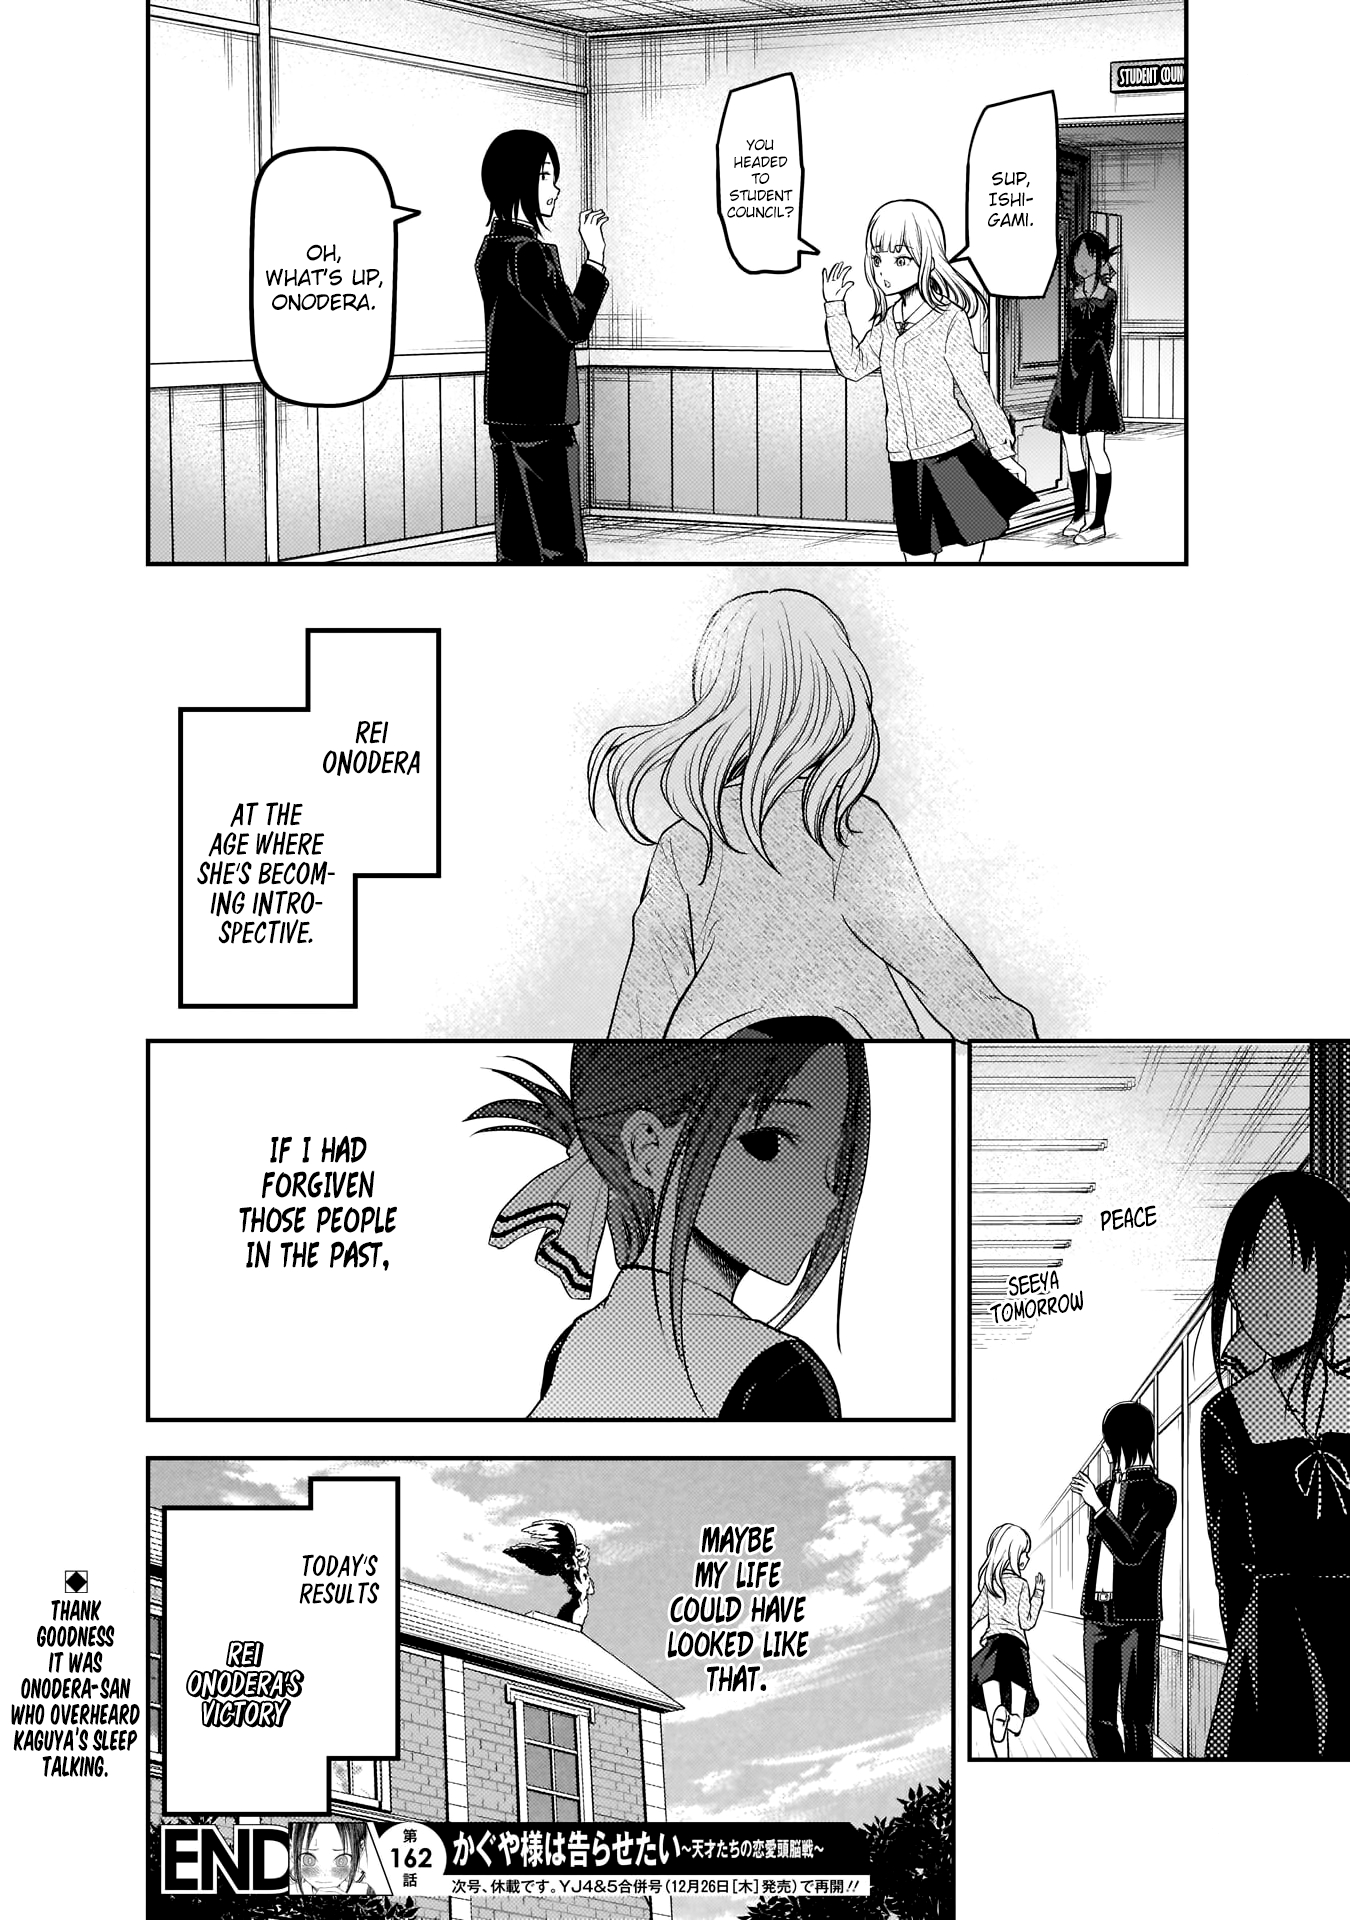 STUDENT COUN
SUP,
ISHI-
GAMI.
YOU
HEADED
TO
STUDENT
COUNCIL?
OH,
WHAT'S UP,
ONODERA.
REI
ONODERA
AT THE
AGE WHERE
SHE'S BECOM-
ING INTRO-
SPECTIVE.
PEACE
SEEYA
TOMORROW
IF I HAD
FORGIVEN
THOSE PEOPLE
IN THE PAST,
MAYBE
MY LIFE
COULD HAVE
LOOKED LIKE
THAT.
TODAY'S
RESULTS
REI
ONODERA'S
VICTORY
THANK
GOODNESS
IT WAS
ONODERA-SAN
WHO OVERHEARD
KAGUYA'S SLEEP
TALKING.
END
第
162
話
かぐや様は告らせたい～天才たちの恋愛頭脳戦～
次号、休載です。YJ4&5合併号(12月26日[木]発売)で再開!!